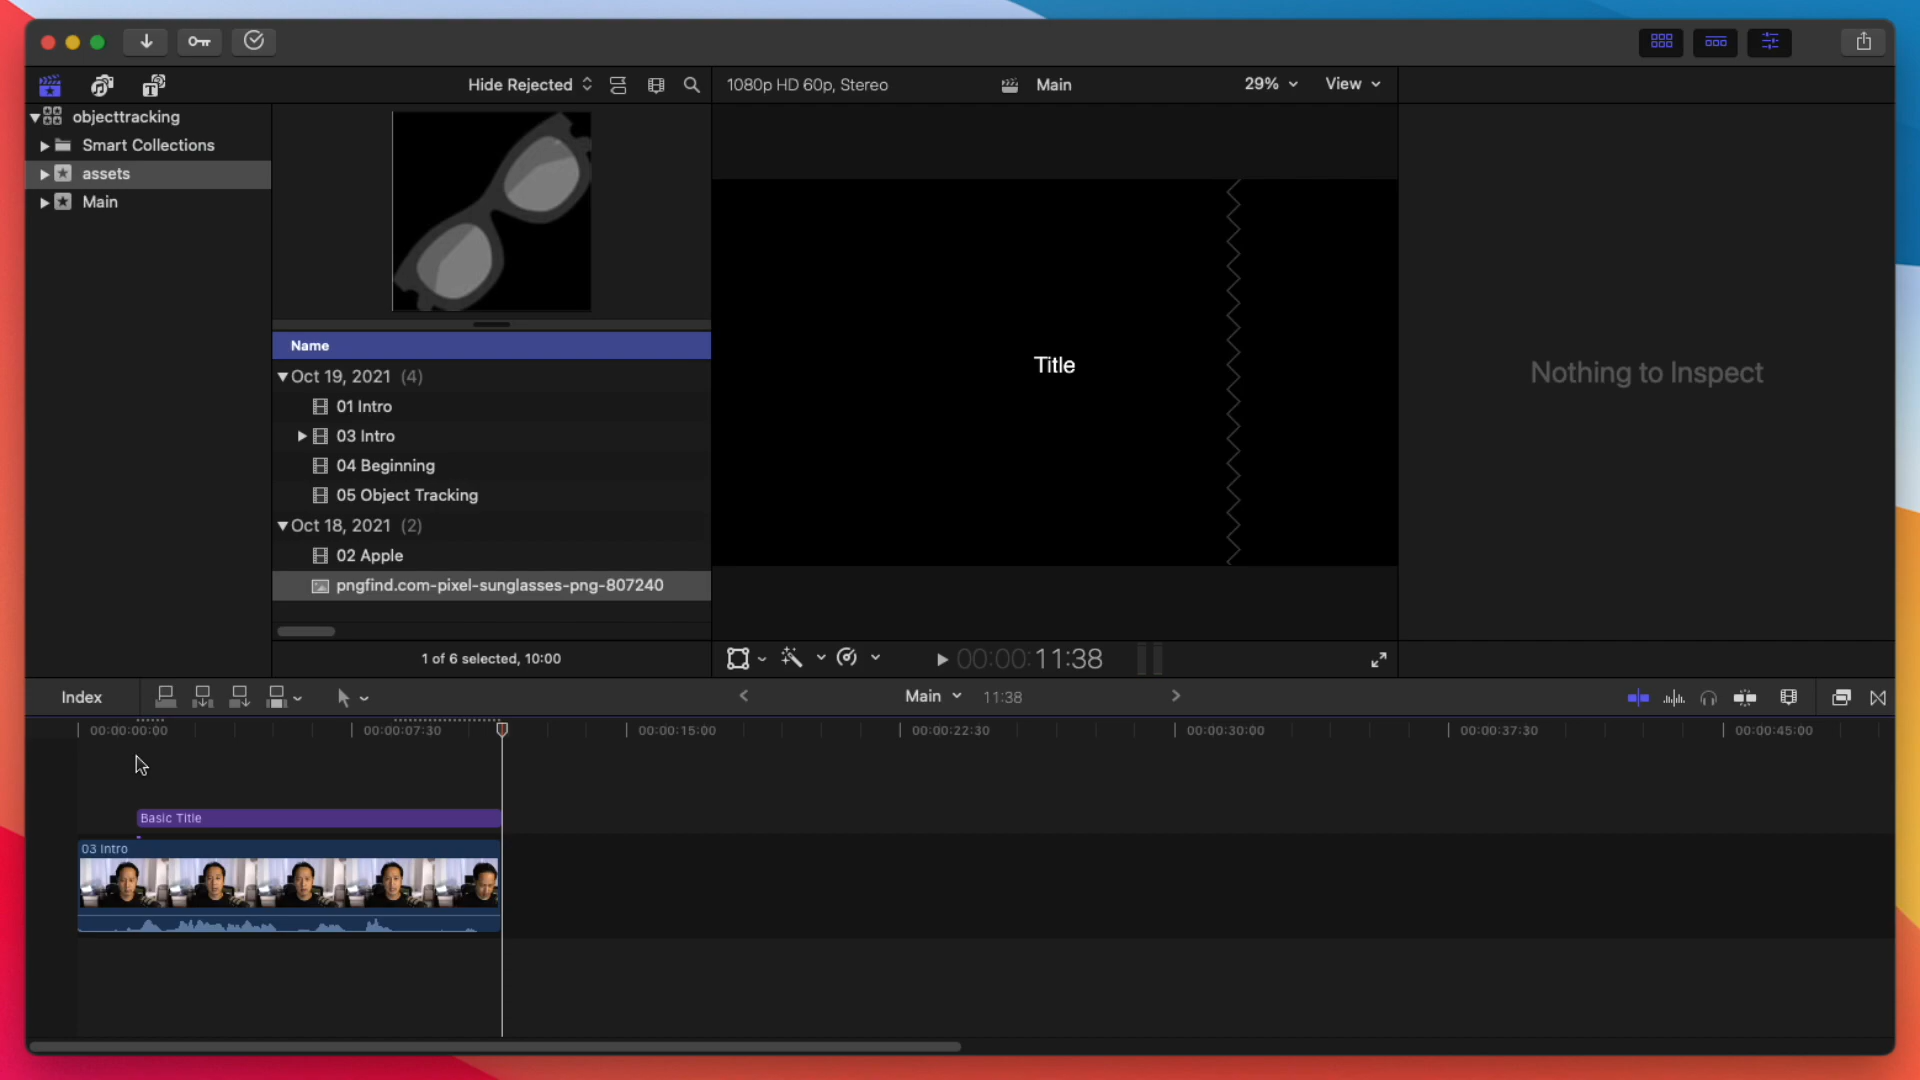 Hide Rejected
1080p HD 60p, Stereo
Main
29%
View
objecttracking
Smart Collections
assets
Main
Name
Oct 19, 2021 (4)
01 Intro
03 Intro
04 Beginning
05 Object Tracking
Oct 18, 2021 (2)
02 Apple
pngfind.com-pixel-sunglasses-png-807240
1 of 6 selected, 10:00
Title
00:00:11:38
Nothing to Inspect
Index
Main
11:38
00:00:00:00
00:00:07:30
00:00:15:00
00:00:22:30
00:00:30:00
00:00:37:30
00:00:45:00
Basic Title
03 Intro